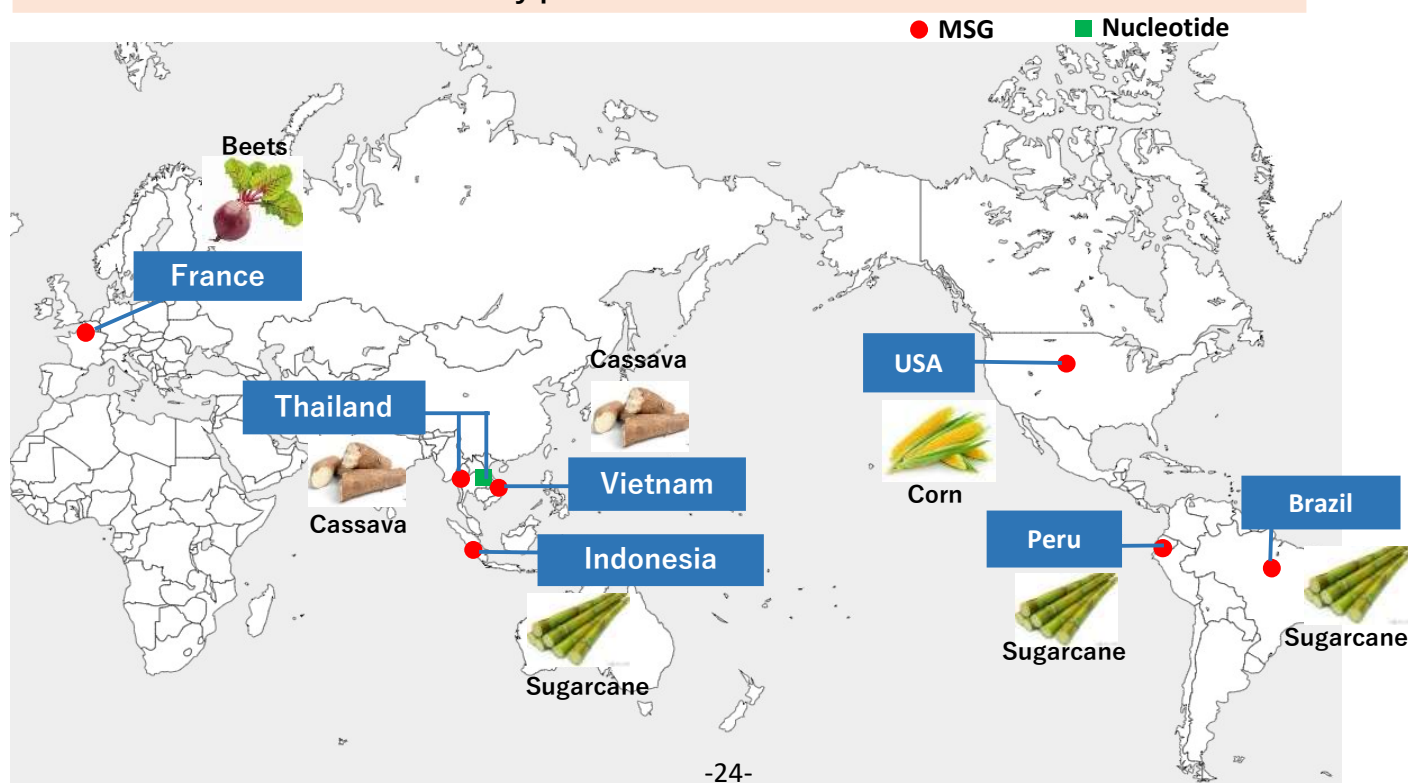 MSG
Nucleotide
Beets
France
Cassava
USA
Thailand
Vietnam
Cassava
Corn
Brazil
Peru
Indonesia
Sugarcane
Sugarcane
Sugarcane
-24-